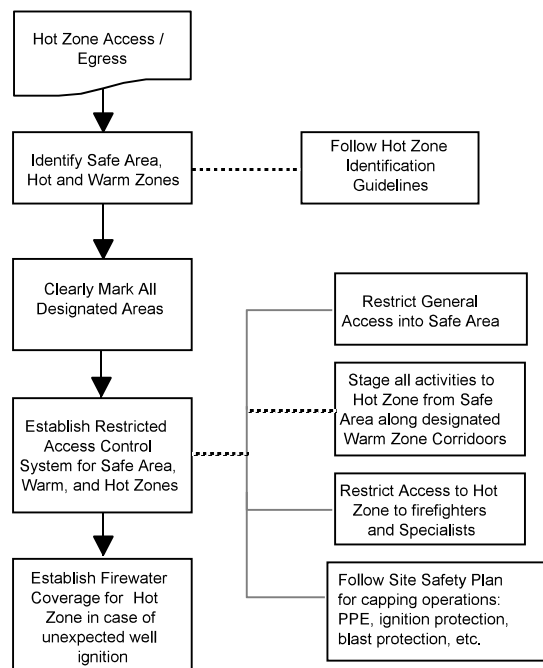 Hot Zone Access /
Egress
Identify Safe Area,
Hot and Warm Zones
Follow Hot Zone
Identification
Guidelines
Clearly Mark All
Designated Areas
Restrict General
Access into Safe Area
Stage all activities to
Hot Zone from Safe
Area along designated
Warm Zone Corridoors
Establish Restricted
Access Control
System for Safe Area,
Warm, and Hot Zones
Restrict Access to Hot
Zone to firefighters
and Specialists
Establish Firewater
Coverage for Hot
Zone in case of
unexpected well
ignition
Follow Site Safety Plan
for capping operations:
PPE, ignition protection,
blast protection, etc.